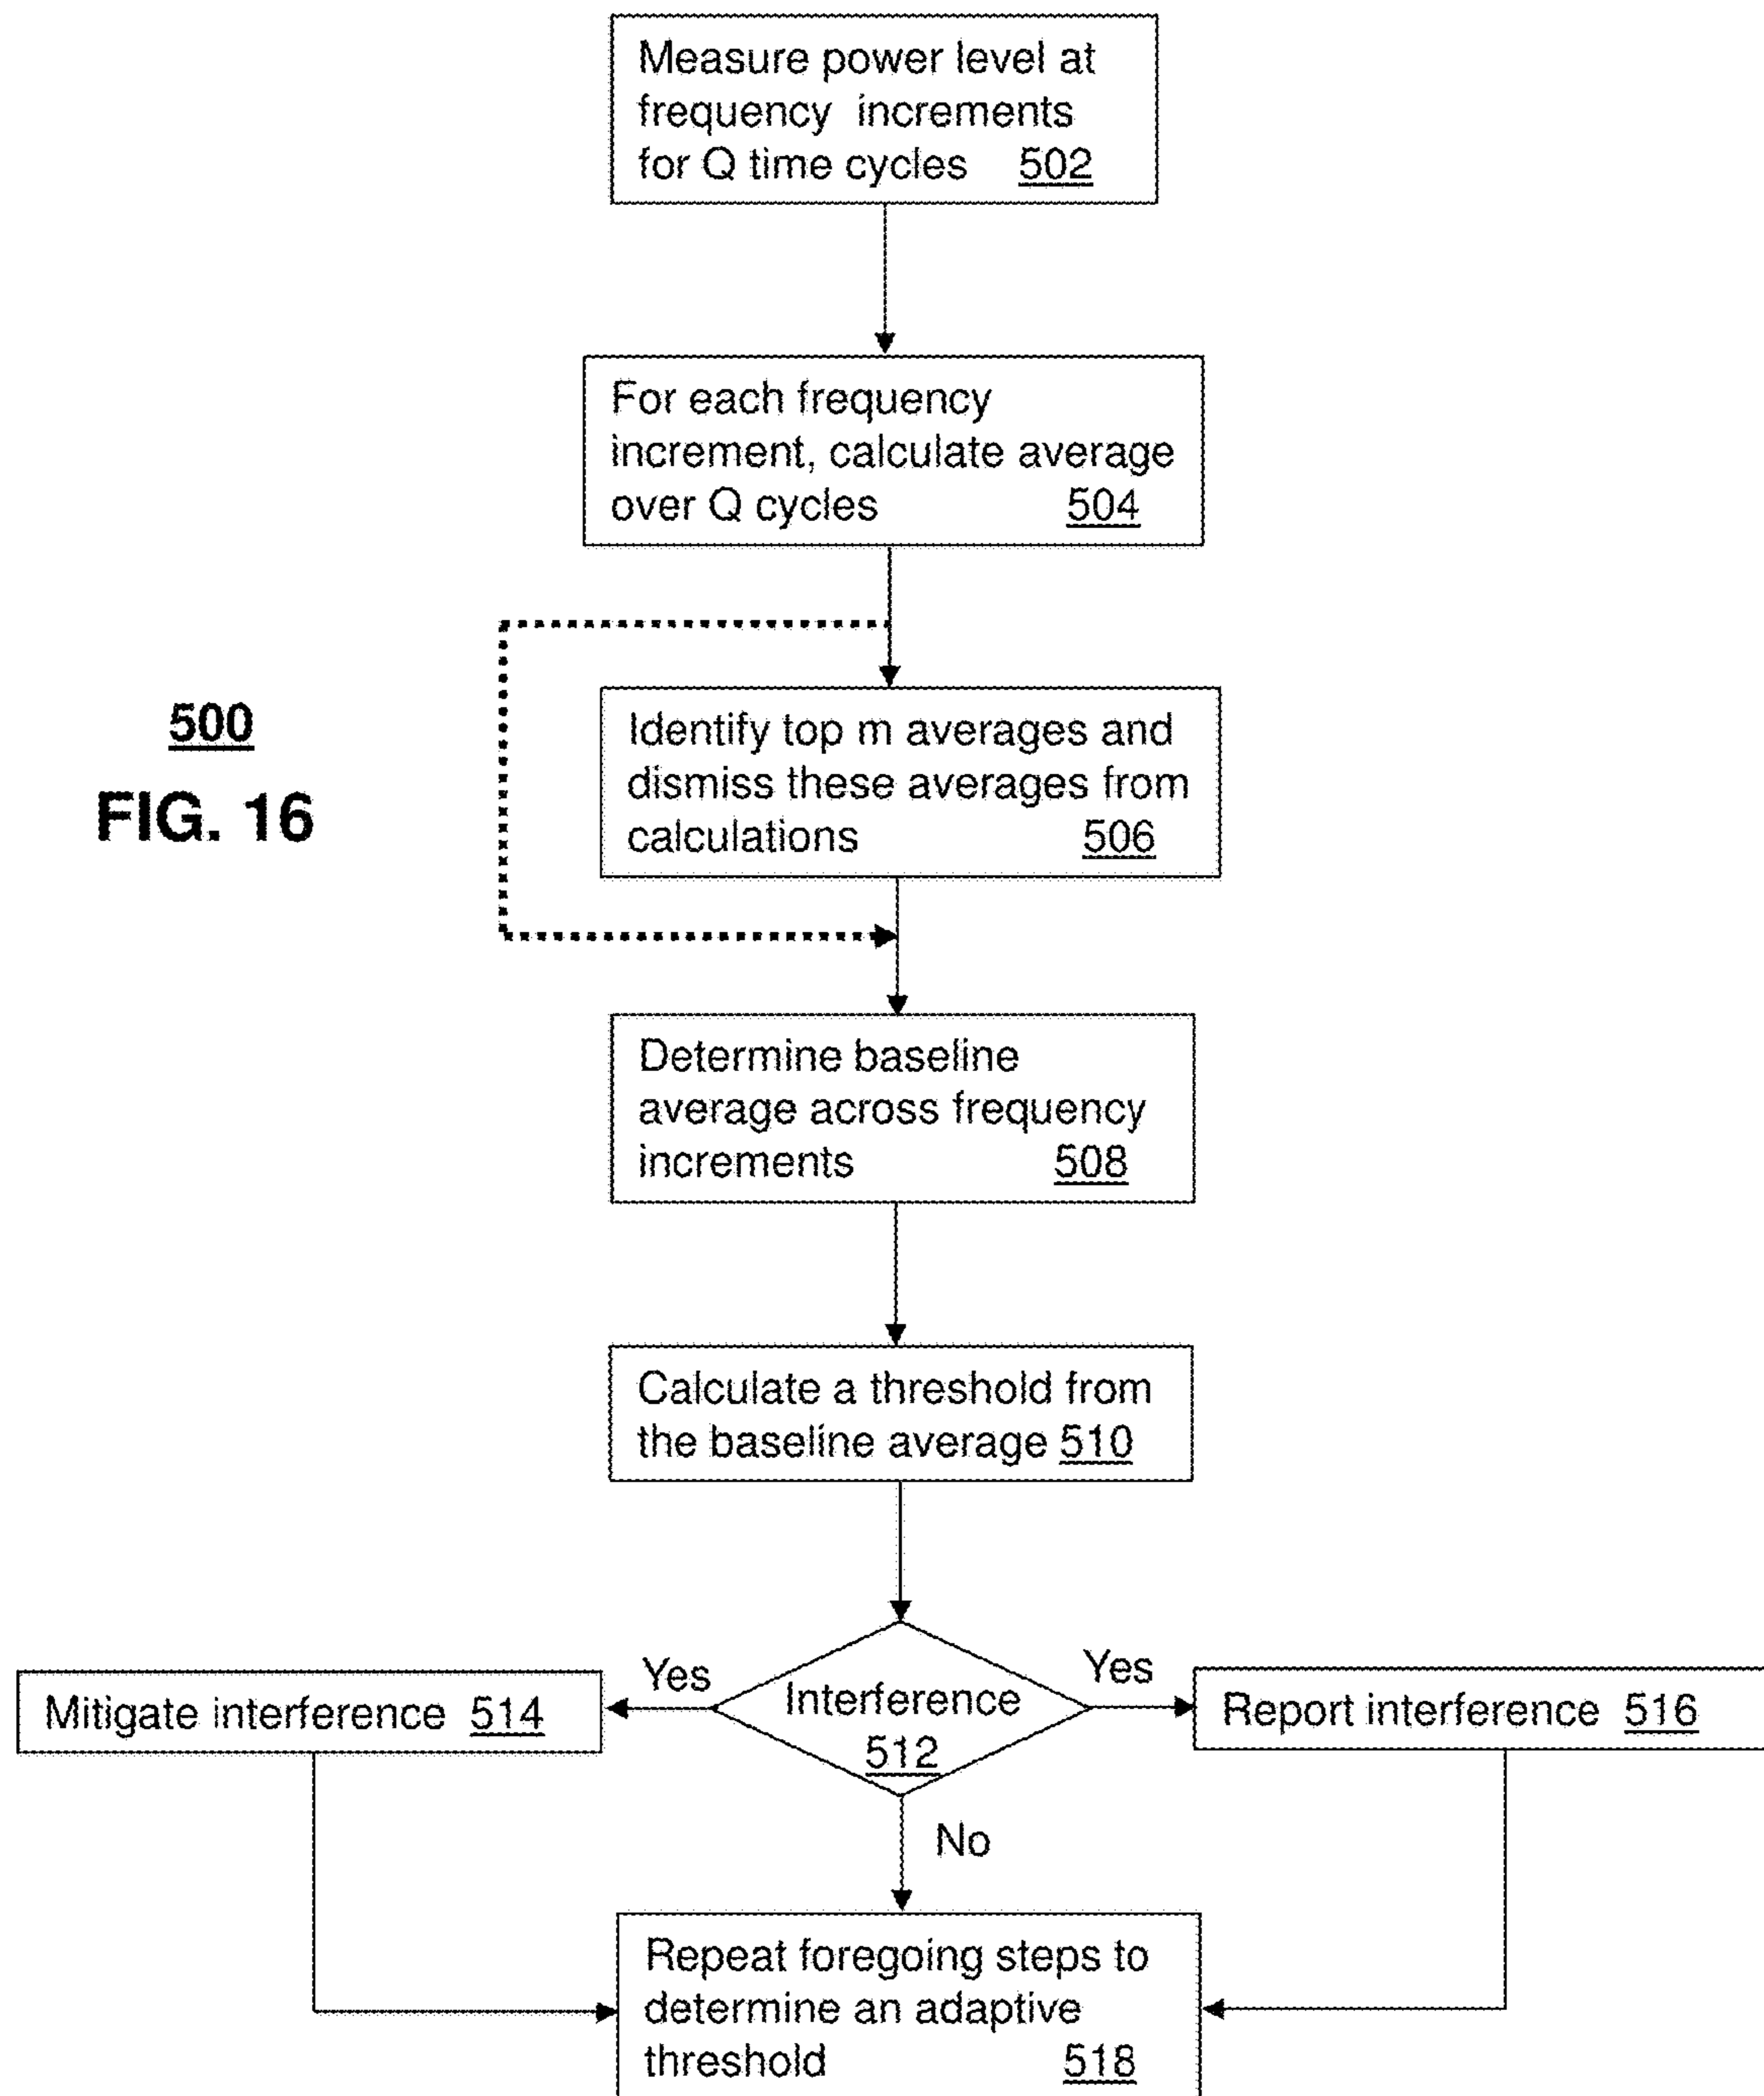 Measure power level at
frequency increments
for Q time cycles 502
For each frequency
increment, calculate average
over Q cycles 504
500
FIG. 16
Identify top m averages and
dismiss these averages from
calculations 506
Determine baseline
average across frequency
increments 508
Calculate a threshold from
the baseline average 510
Yes
Yes
Mitigate interference 514
Interference
512
Report interference 516
No
Repeat foregoing steps to
determine an adaptive
threshold 518